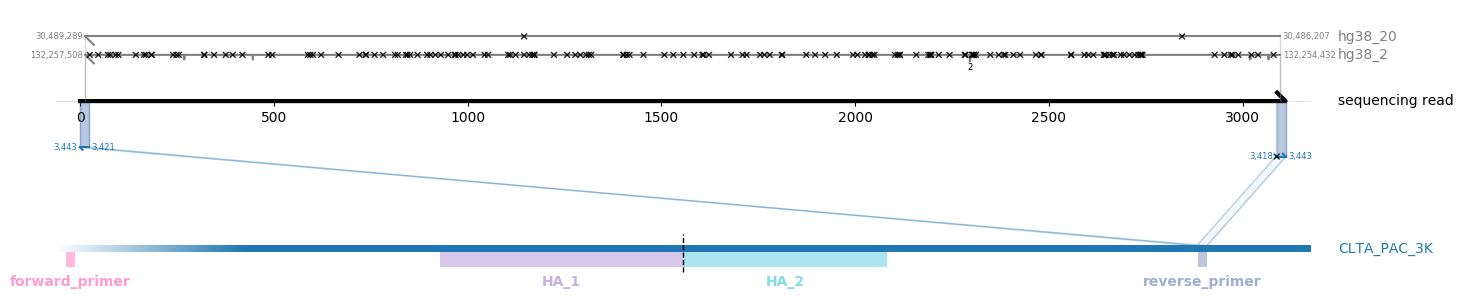 30,489,289 30,486,207 hg38_20
132,257,508 132,254,432 hg38_2
2
sequencing read
0 500 1000 1500 2000 2500 3000
3,443 3,421 3,418 3,443
CLTA_PAC_3K
forward_primer HA_1 HA_2 reverse_primer